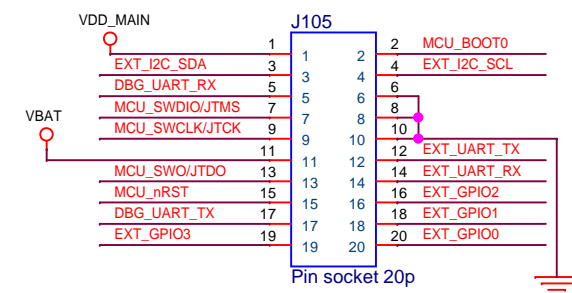 VDD_MAIN
J105
1 1 2 2 MCU_BOOT0
EXT_I2C_SDA 3 3 4 4 EXT_I2C_SCL
DBG_UART_RX 5 5 6 6
MCU_SWDIO/JTMS 7 7 8 8
VBAT
MCU_SWCLK/JTCK 9 9 10 10
11 11 12 12 EXT_UART_TX
MCU_SWO/JTDO 13 13 14 14 EXT_UART_RX
MCU_nRST 15 15 16 16 EXT_GPIO2
DBG_UART_TX 17 17 18 18 EXT_GPIO1
EXT_GPIO3 19 19 20 20 EXT_GPIO0
Pin socket 20p